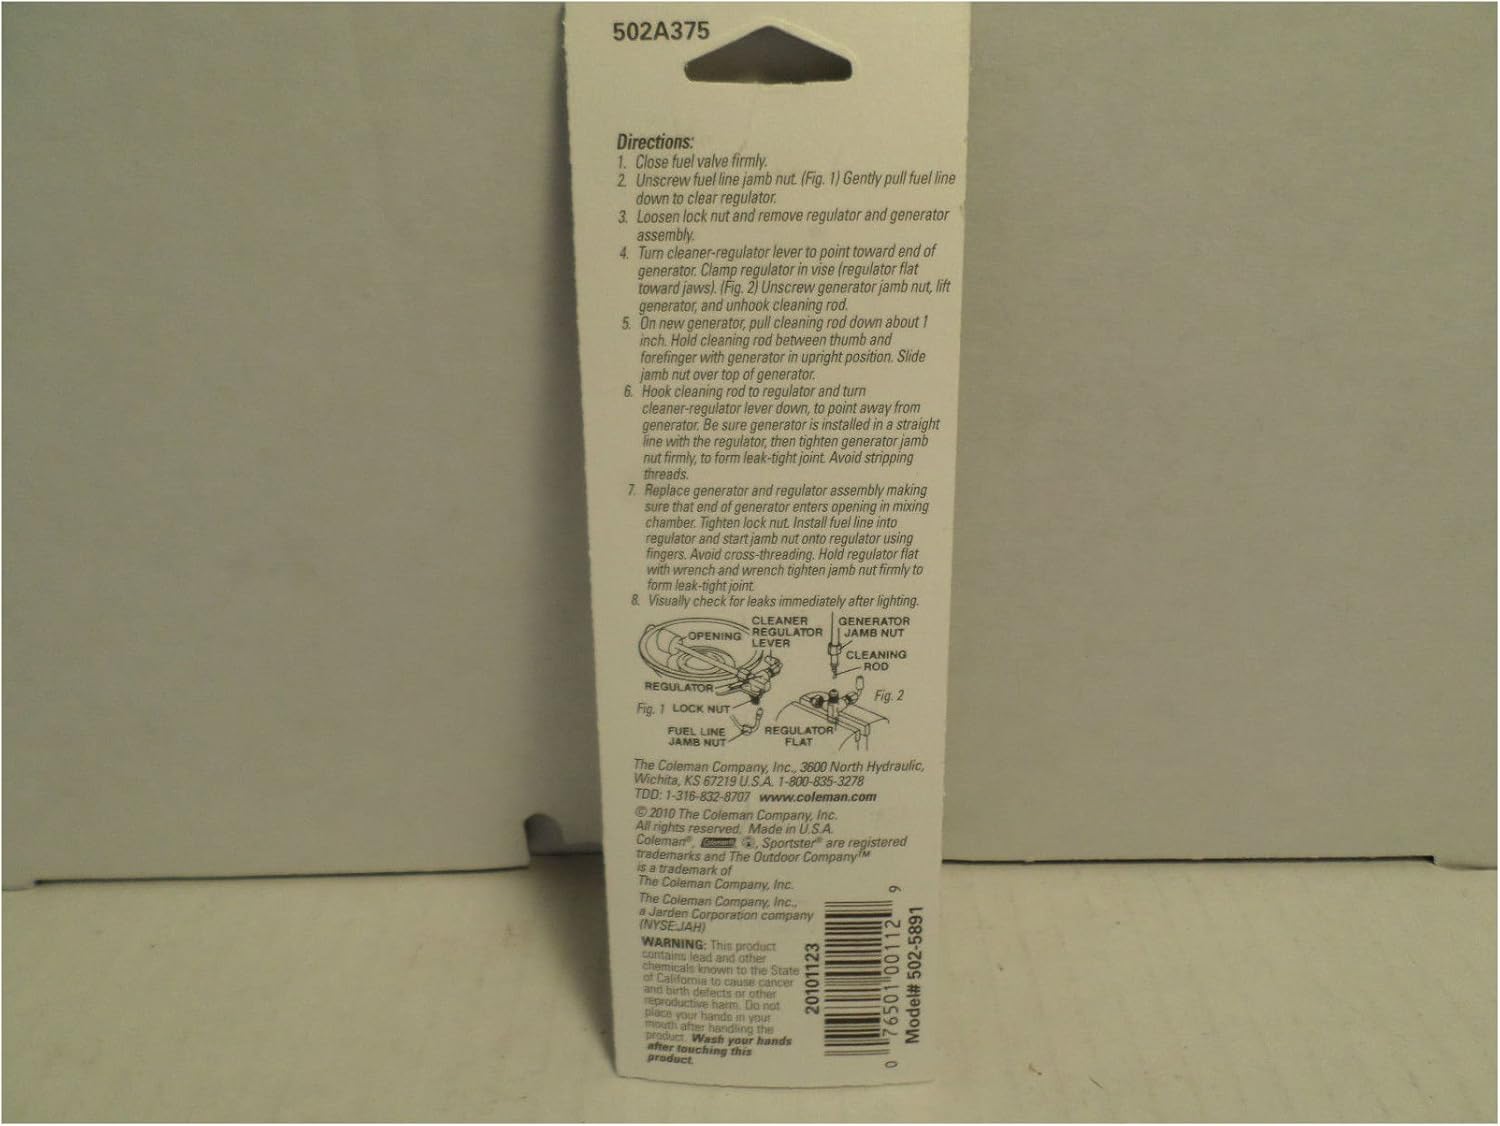 502A375
Directions:
1. Close fuel valve firmly.
2. Unscrew fuel line jamb nut. (Fig. 1) Gently pull fuel line
down to clear regulator.
3. Loosen lock nut and remove regulator and generator
assembly.
4. Turn cleaner-regulator lever to point toward end of
generator. Clamp regulator in vise (regulator flat
toward jaws). (Fig. 2) Unscrew generator jamb nut, lift
generator, and unhook cleaning rod.
5. On new generator, pull cleaning rod down about 1
inch. Hold cleaning rod between thumb and
forefinger with generator in upright position. Slide
jamb nut over top of generator.
6. Hook cleaning rod to regulator and turn
cleaner-regulator lever down, to point away from
generator. Be sure generator is installed in a straight
line with the regulator, then tighten generator jamb
nut firmly, to form leak-tight joint. Avoid stripping
threads.
7. Replace generator and regulator assembly making
sure that end of generator enters opening in mixing
chamber. Tighten lock nut. Install fuel line into
regulator and start jamb nut onto regulator using
fingers. Avoid cross-threading. Hold regulator flat
with wrench and wrench tighten jamb nut firmly to
form leak-tight joint.
8. Visually check for leaks immediately after lighting.
OPENING
CLEANER
REGULATOR
LEVER
REGULATOR
Fig. 1
LOCK NUT
FUEL LINE
JAMB NUT
GENERATOR
JAMB NUT
CLEANING
ROD
Fig. 2
REGULATOR
FLAT
The Coleman Company, Inc., 3600 North Hydraulic,
Wichita, KS 67219 U.S.A. 1-800-835-3278
TDD: 1-316-832-8707 www.coleman.com
© 2010 The Coleman Company, Inc.
All rights reserved. Made in U.S.A.
Coleman®, Coleman, Sportster® are registered
trademarks and The Outdoor Company™
is a trademark of
The Coleman Company, Inc.
The Coleman Company, Inc.,
a Jarden Corporation company
(NYSE:JAH)
WARNING: This product
contains lead and other
chemicals known to the State
of California to cause cancer
and birth defects or other
reproductive harm. Do not
place your hands in your
mouth after handling the
product. Wash your hands
after touching this
product.
20101123
0 76501 00112 9
Model# 502-5891